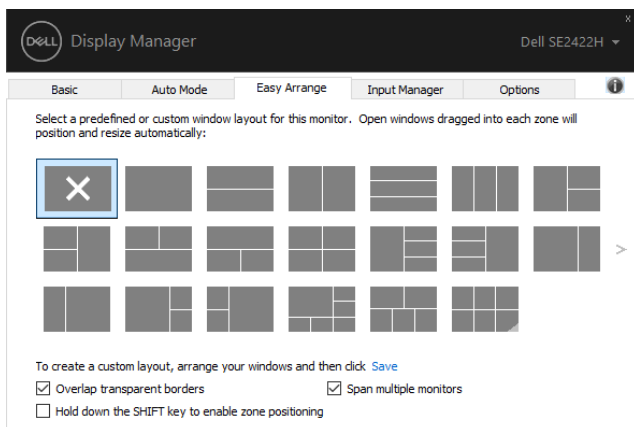 x
DELL Display Manager Dell SE2422H
Basic Auto Mode Easy Arrange Input Manager Options i
Select a predefined or custom window layout for this monitor. Open windows dragged into each zone will
position and resize automatically:
>
To create a custom layout, arrange your windows and then click Save
Overlap transparent borders Span multiple monitors
Hold down the SHIFT key to enable zone positioning